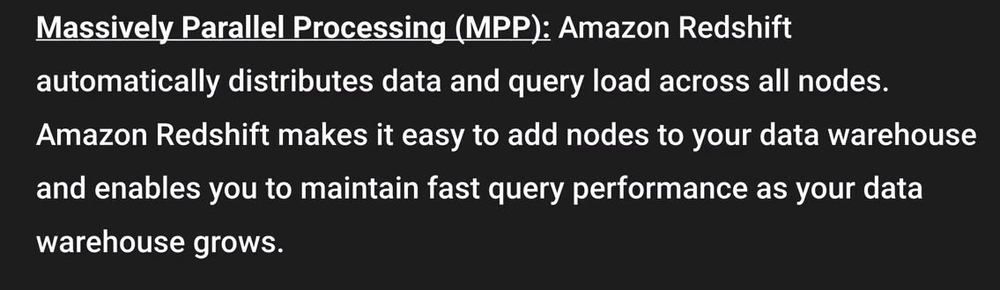 Massively Parallel Processing (MPP): Amazon Redshift
automatically distributes data and query load across all nodes.
Amazon Redshift makes it easy to add nodes to your data warehouse
and enables you to maintain fast query performance as your data
warehouse grows.